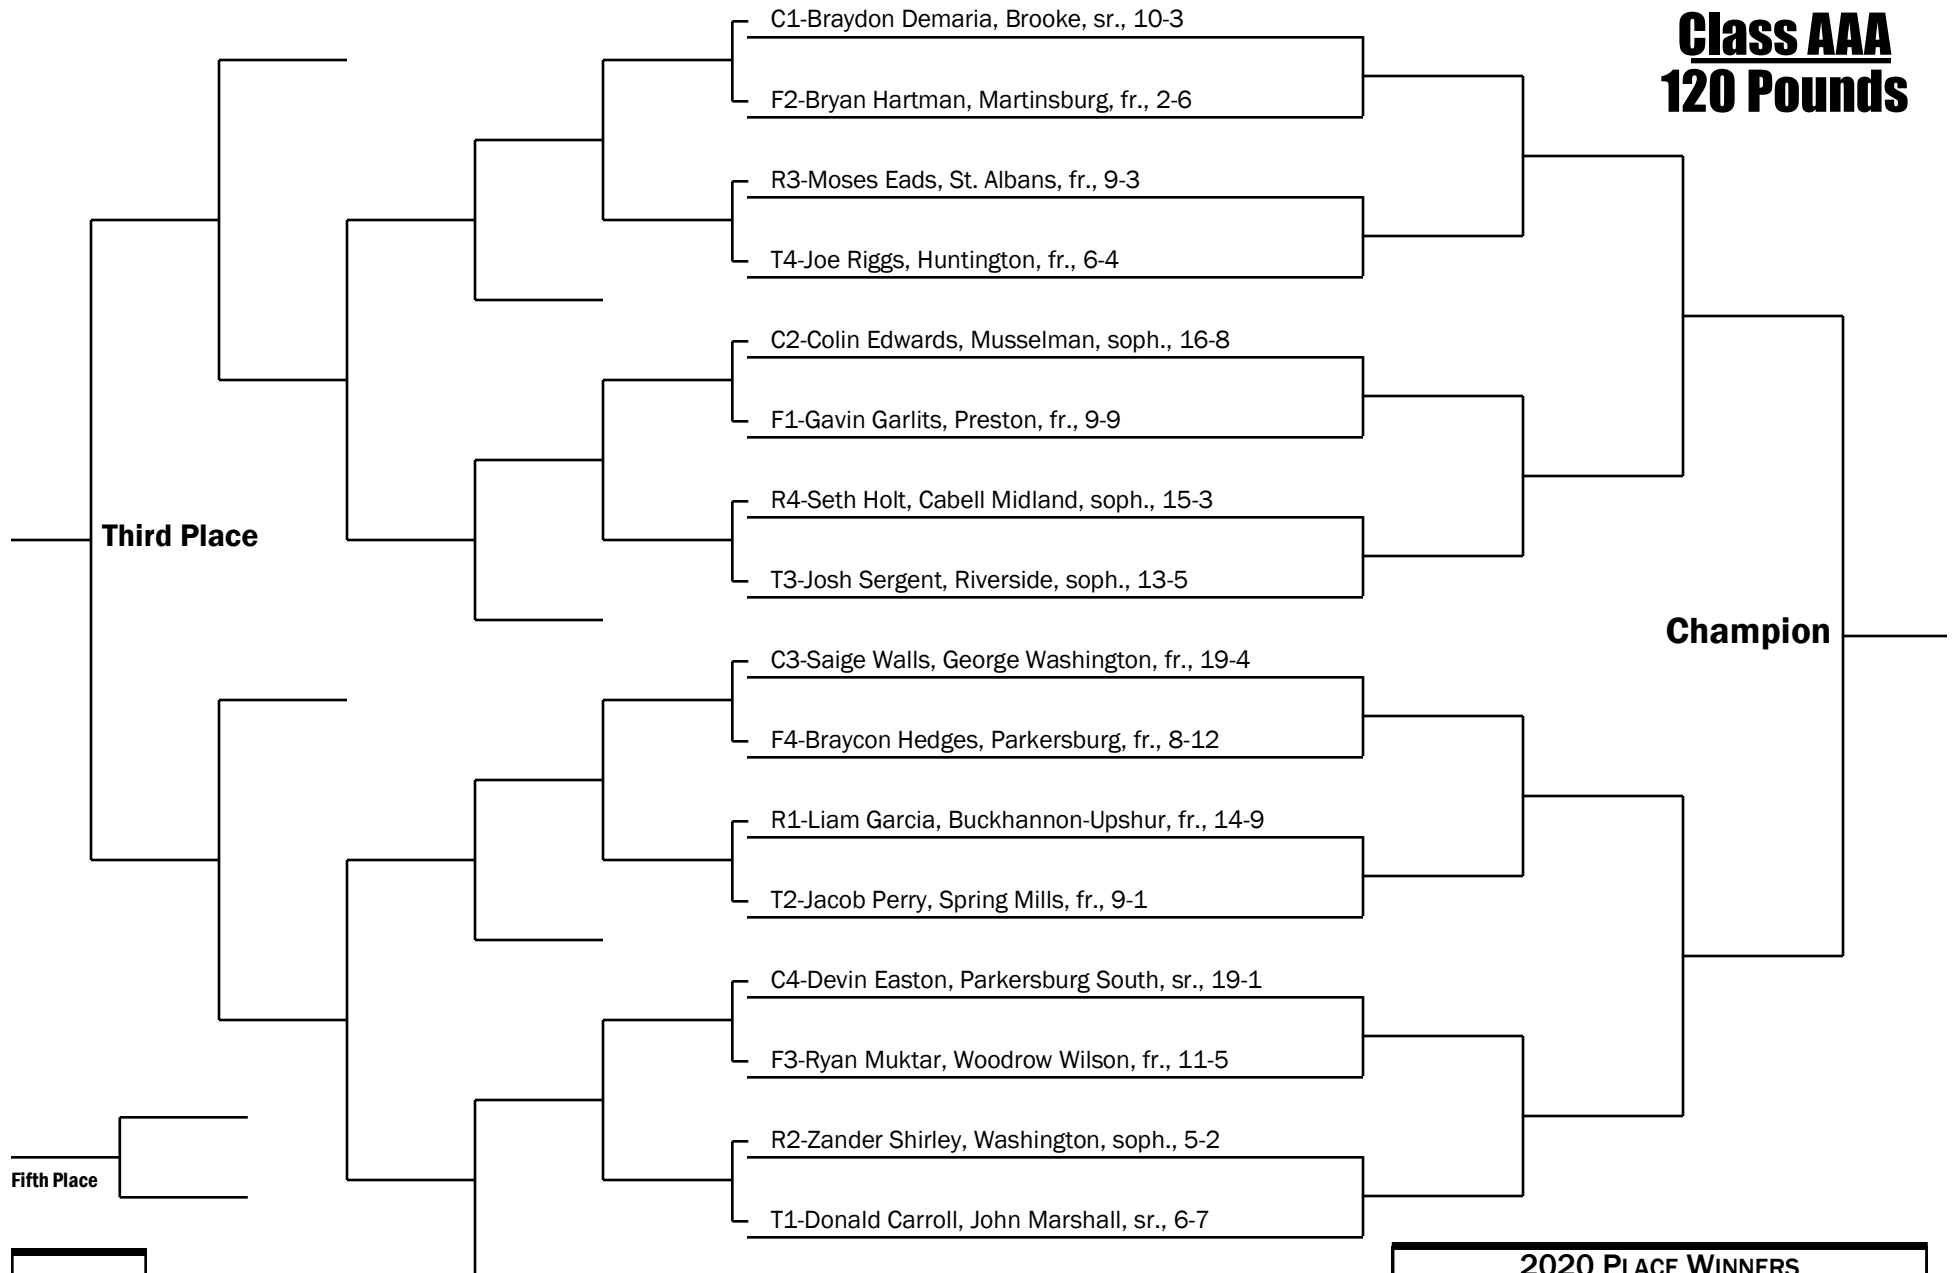 Class AAA
120 Pounds
C1-Braydon Demaria, Brooke, sr., 10-3
F2-Bryan Hartman, Martinsburg, fr., 2-6
R3-Moses Eads, St. Albans, fr., 9-3
T4-Joe Riggs, Huntington, fr., 6-4
C2-Colin Edwards, Musselman, soph., 16-8
F1-Gavin Garlits, Preston, fr., 9-9
R4-Seth Holt, Cabell Midland, soph., 15-3
Third Place
T3-Josh Sergent, Riverside, soph., 13-5
Champion
C3-Saige Walls, George Washington, fr., 19-4
F4-Braycon Hedges, Parkersburg, fr., 8-12
R1-Liam Garcia, Buckhannon-Upshur, fr., 14-9
T2-Jacob Perry, Spring Mills, fr., 9-1
C4-Devin Easton, Parkersburg South, sr., 19-1
F3-Ryan Muktar, Woodrow Wilson, fr., 11-5
R2-Zander Shirley, Washington, soph., 5-2
Fifth Place
T1-Donald Carroll, John Marshall, sr., 6-7
2020 PLACE WINNERS